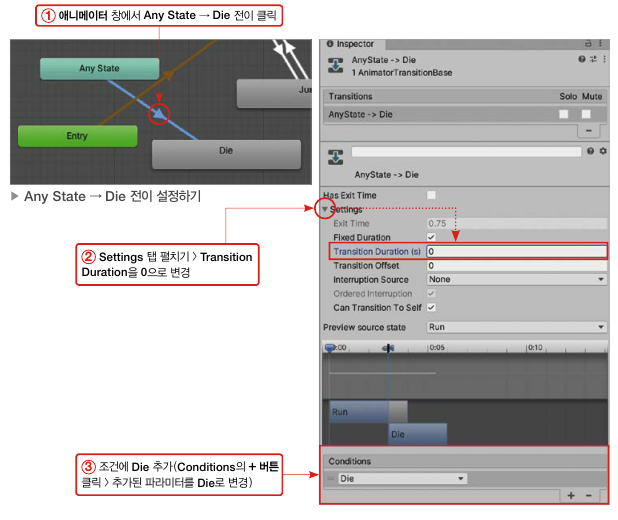 ① 애니메이터 창에서 Any State → Die 전이 클릭
Any State
Entry
Die
▶ Any State → Die 전이 설정하기
② Settings 탭 펼치기 > Transition
Duration을 0으로 변경
③ 조건에 Die 추가(Conditions의 + 버튼
클릭 > 추가된 파라미터를 Die로 변경)
Inspector
AnyState -> Die
1 AnimatorTransitionBase
Transitions Solo Mute
AnyState -> Die
AnyState -> Die
Has Exit Time
Settings
Exit Time 0.75
Fixed Duration
Transition Duration (s) 0
Transition Offset 0
Interruption Source None
Ordered Interruption
Can Transition To Self
Preview source state Run
0:00 0:05 0:10
Run
Die
Conditions
Die